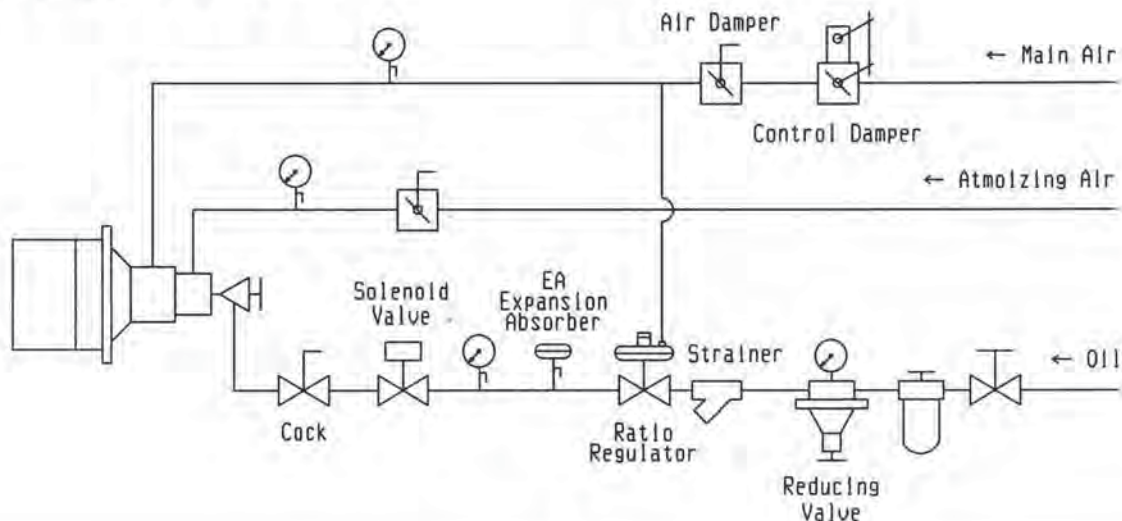 Air Damper
← Main Air
Control Damper
← Atmoizing Air
EA
Expansion
Absorber
Solenold
Valve
Strainer
← Oil
Cock
Ratio
Regulator
Reducing
Valve